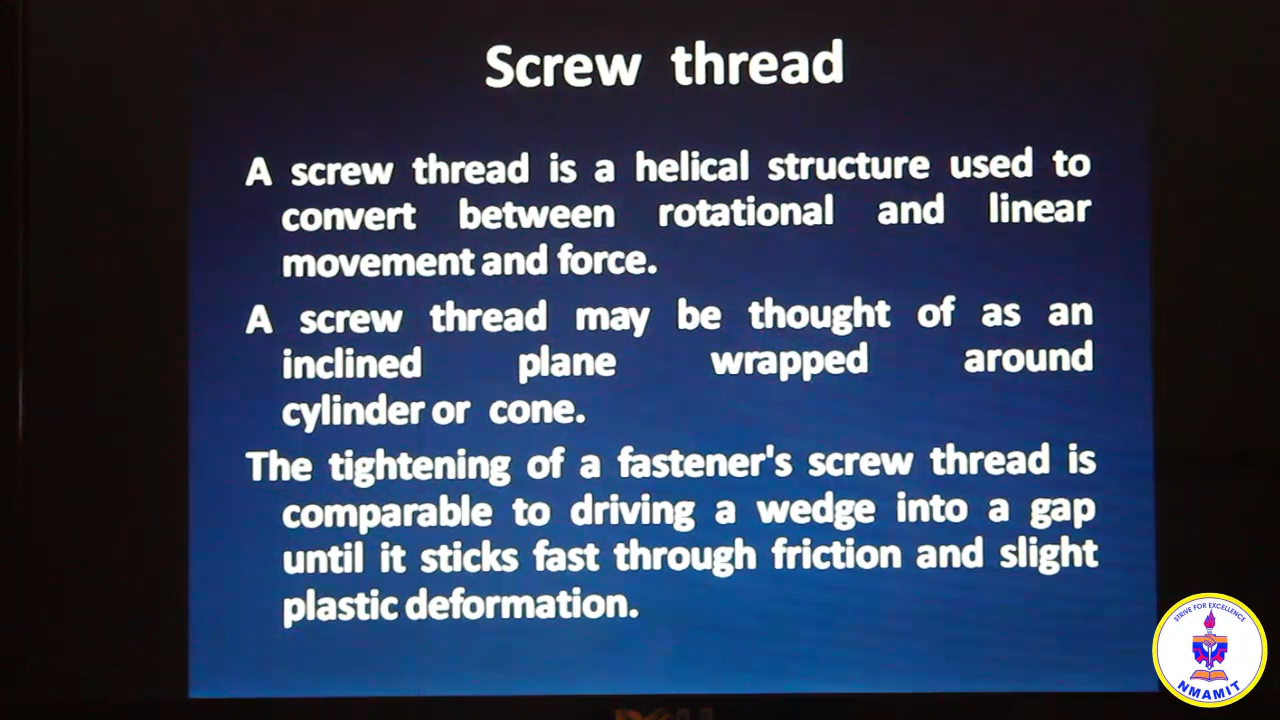 Screw thread
A screw thread is a helical structure used to
convert between rotational and linear
movement and force.
A screw thread may be thought of as an
inclined plane wrapped around
cylinder or cone.
The tightening of a fastener's screw thread is
comparable to driving a wedge into a gap
until it sticks fast through friction and slight
plastic deformation.
STRIVE FOR EXCELLENCE
NMAMIT
DELL